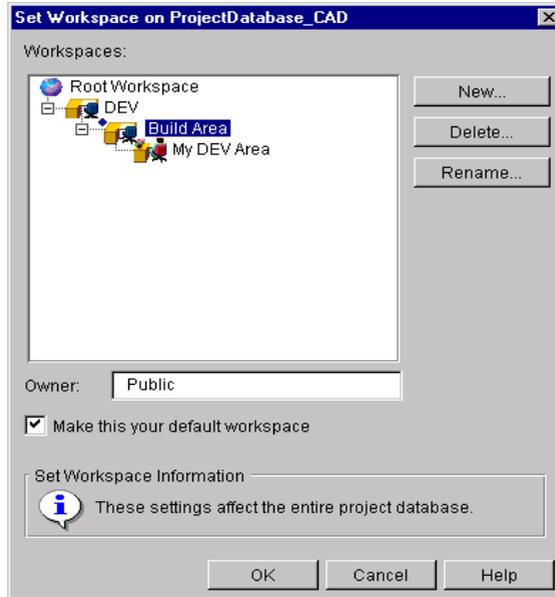 Set Workspace on ProjectDatabase_CAD
Workspaces:
Root Workspace
DEV
Build Area
My DEV Area
New...
Delete...
Rename...
Owner:
Public
Make this your default workspace
Set Workspace Information
These settings affect the entire project database.
OK
Cancel
Help